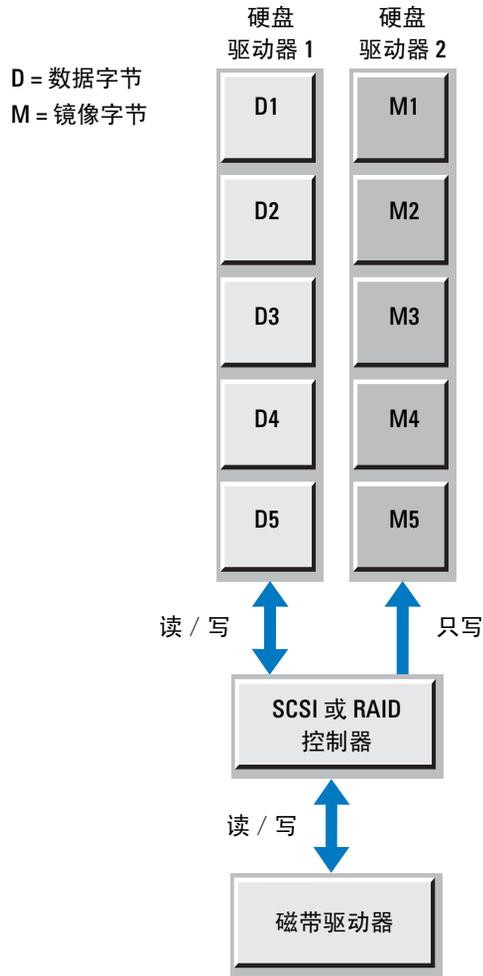 硬盘
驱动器 1
硬盘
驱动器 2
D = 数据字节
M = 镜像字节
D1
M1
D2
M2
D3
M3
D4
M4
D5
M5
读 / 写
只写
SCSI 或 RAID
控制器
读 / 写
磁带驱动器